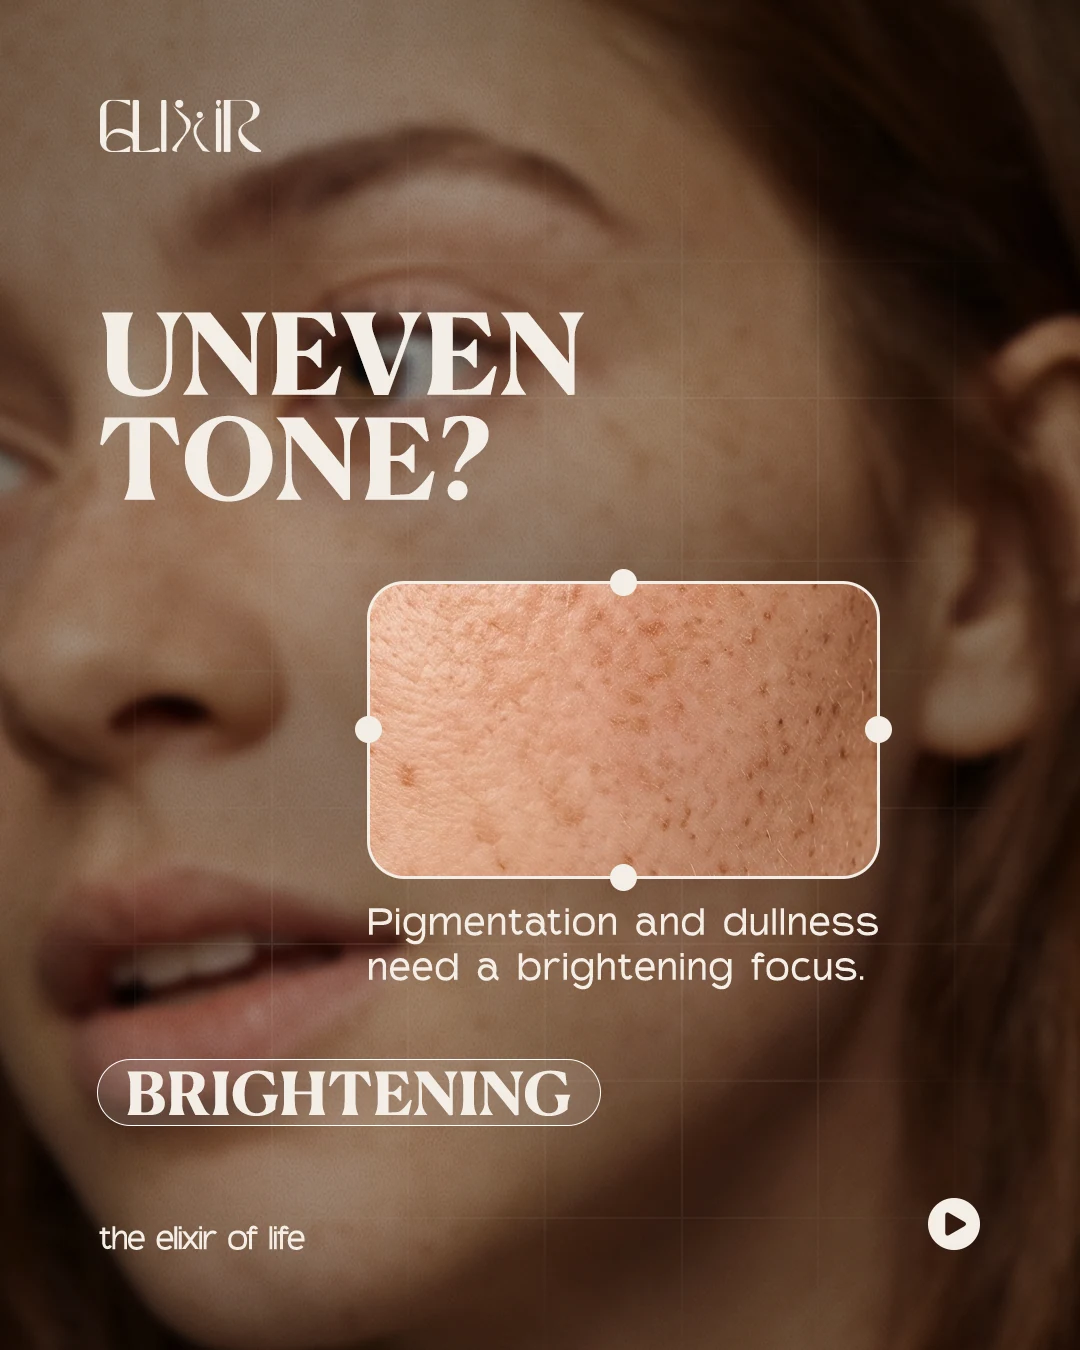 ELIXIR
UNEVEN
TONE?
Pigmentation and dullness
need a brightening focus.
BRIGHTENING
the elixir of life